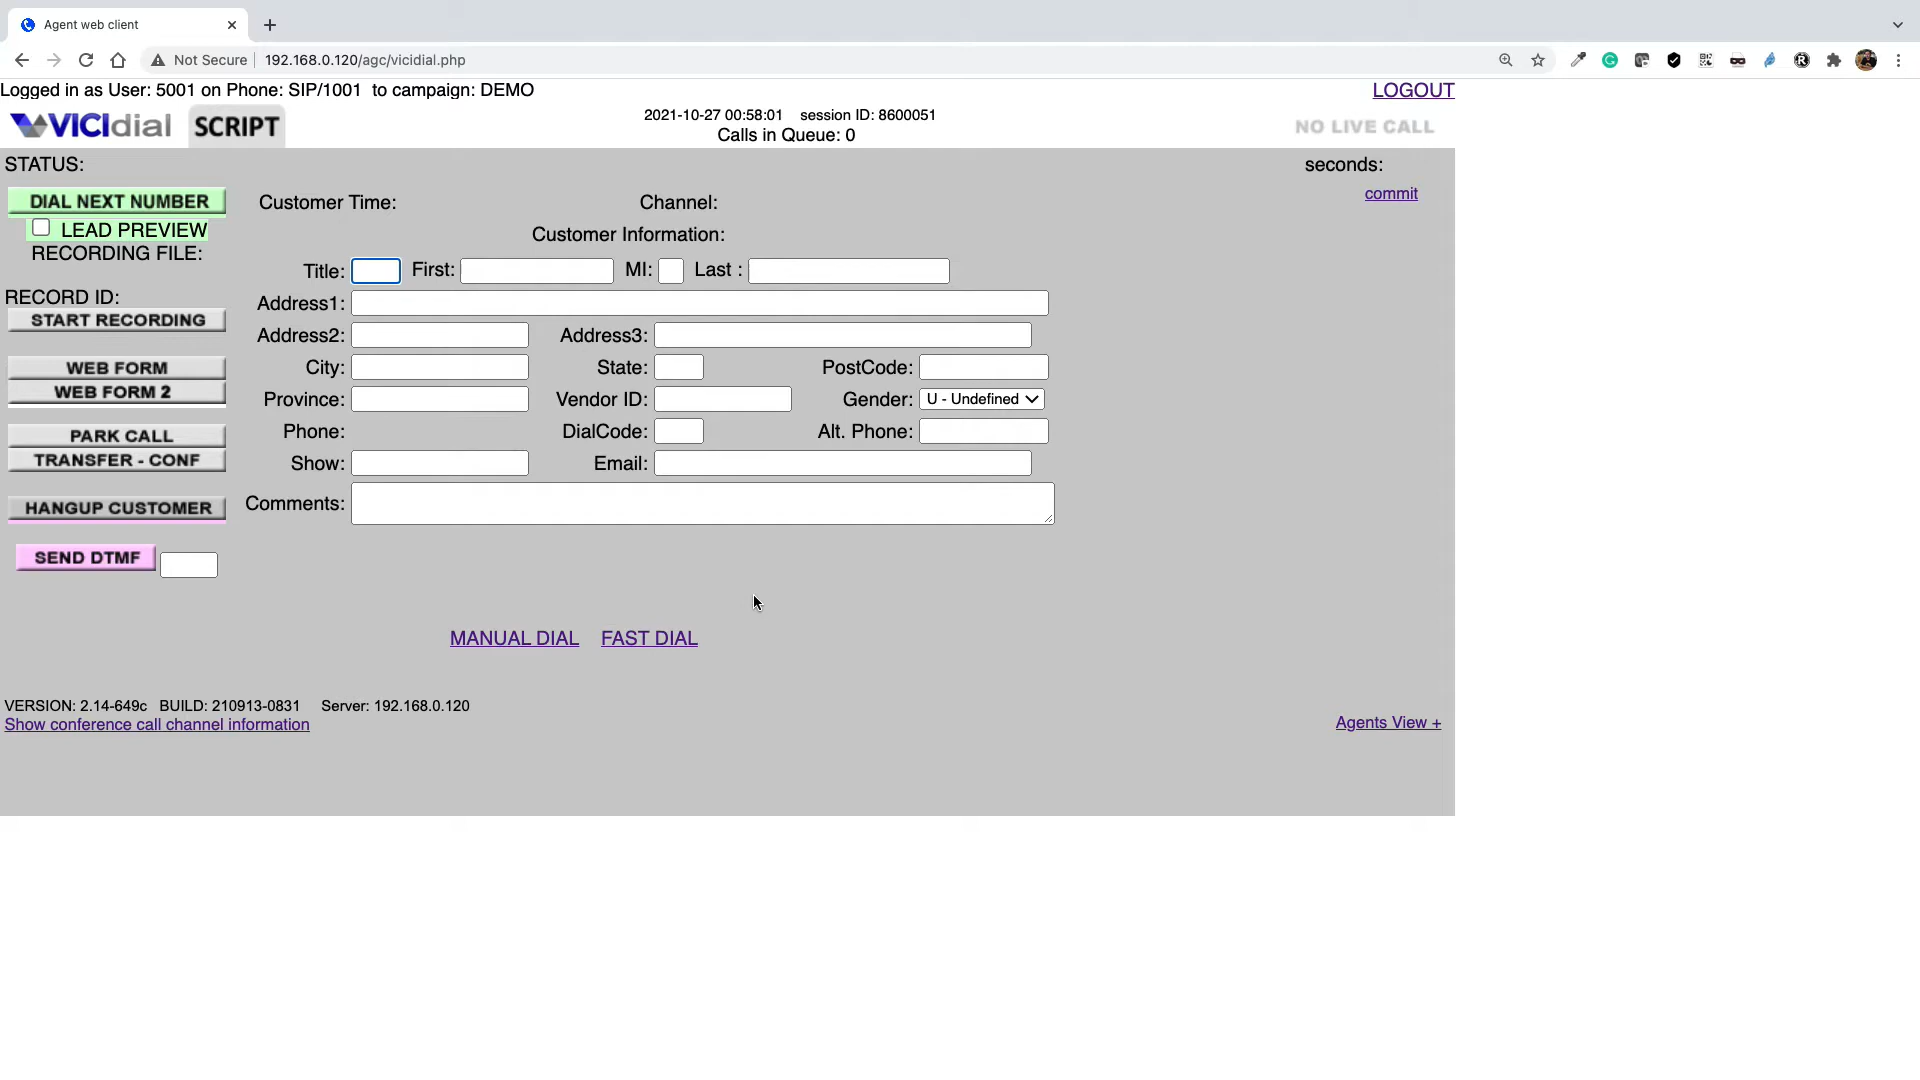 Agent web client
Not Secure 192.168.0.120/agc/vicidial.php
Logged in as User: 5001 on Phone: SIP/1001 to campaign: DEMO LOGOUT
VICIdial SCRIPT 2021-10-27 00:58:01 session ID: 8600051 NO LIVE CALL
Calls in Queue: 0
STATUS: seconds:
DIAL NEXT NUMBER Customer Time: Channel: commit
LEAD PREVIEW Customer Information:
RECORDING FILE:
Title: First: MI: Last :
RECORD ID: Address1:
START RECORDING Address2: Address3:
WEB FORM City: State: PostCode:
WEB FORM 2 Province: Vendor ID: Gender: U - Undefined
PARK CALL Phone: DialCode: Alt. Phone:
TRANSFER - CONF Show: Email:
HANGUP CUSTOMER Comments:
SEND DTMF
MANUAL DIAL FAST DIAL
VERSION: 2.14-649c BUILD: 210913-0831 Server: 192.168.0.120
Show conference call channel information Agents View +